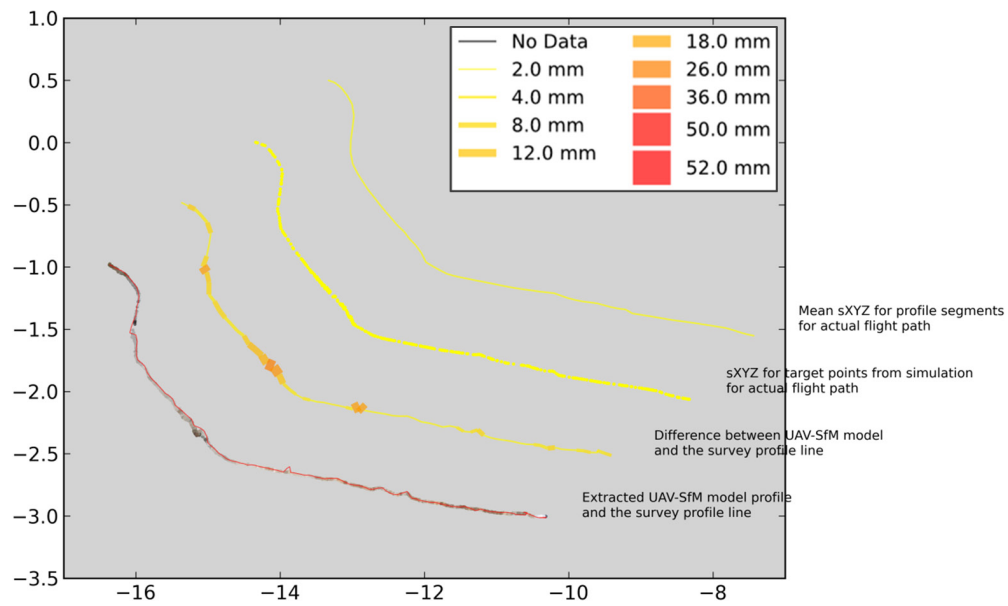 1.0
0.5
0.0
−0.5
−1.0
−1.5
−2.0
−2.5
−3.0
−3.5
−16
−14
−12
−10
−8
No Data
2.0 mm
4.0 mm
8.0 mm
12.0 mm
18.0 mm
26.0 mm
36.0 mm
50.0 mm
52.0 mm
Mean sXYZ for profile segments
for actual flight path
sXYZ for target points from simulation
for actual flight path
Difference between UAV-SfM model
and the survey profile line
Extracted UAV-SfM model profile
and the survey profile line